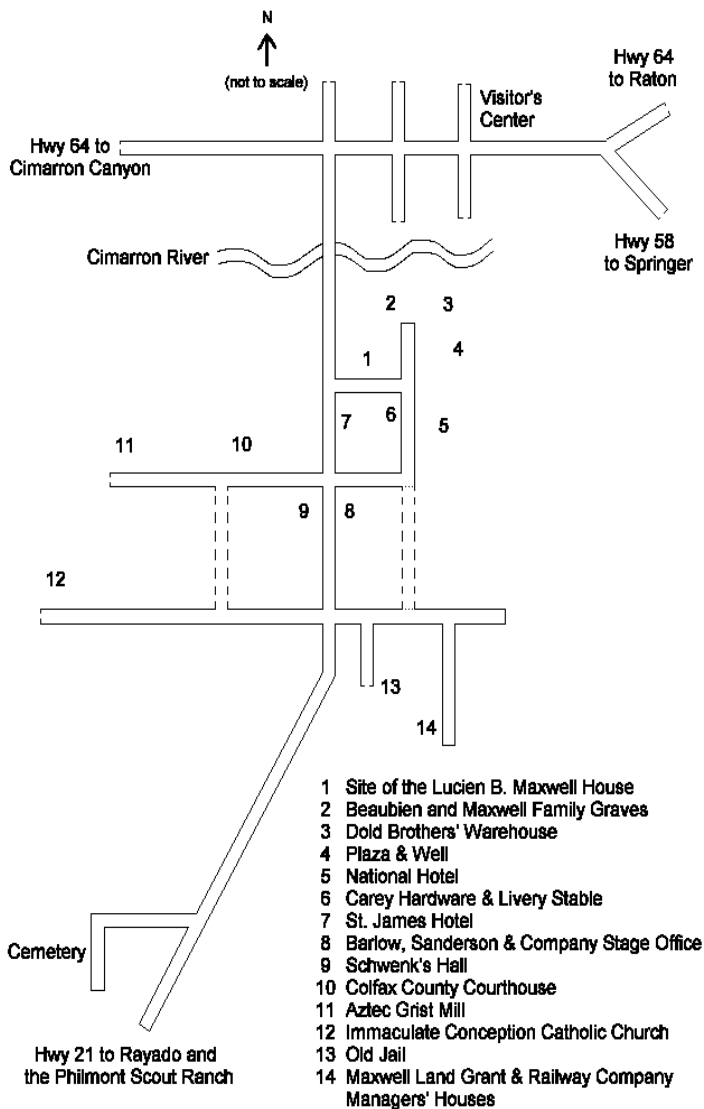 N
(not to scale)
Hwy 64
to Raton
Visitor's
Center
Hwy 64 to
Cimarron Canyon
Cimarron River
Hwy 58
to Springer
2
3
1
4
7
6
5
11
10
9
8
12
13
14
1 Site of the Lucien B. Maxwell House
2 Beaubien and Maxwell Family Graves
3 Dold Brothers' Warehouse
4 Plaza & Well
5 National Hotel
6 Carey Hardware & Livery Stable
7 St. James Hotel
8 Barlow, Sanderson & Company Stage Office
9 Schwenk's Hall
10 Colfax County Courthouse
11 Aztec Grist Mill
12 Immaculate Conception Catholic Church
13 Old Jail
14 Maxwell Land Grant & Railway Company
Managers' Houses
Cemetery
Hwy 21 to Rayado and
the Philmont Scout Ranch